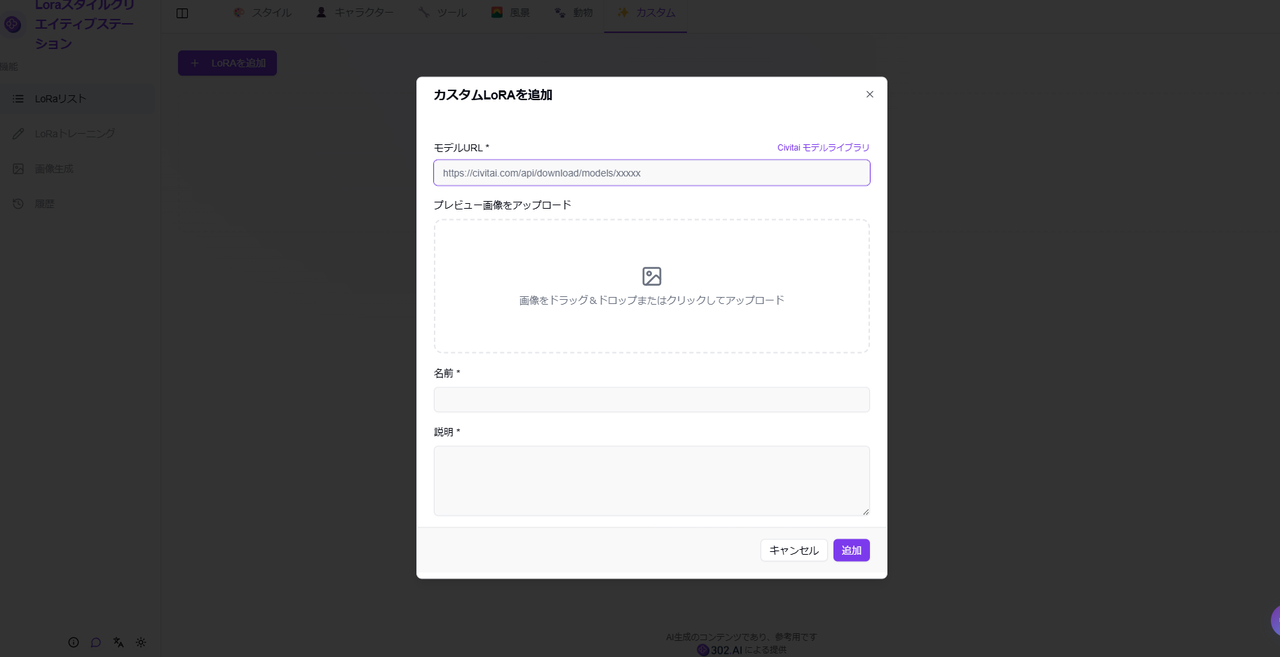 Loraスタイルクリ
エイティブステー
ション
機能
LoRaリスト
LoRaトレーニング
画像生成
履歴
スタイル
キャラクター
ツール
風景
動物
カスタム
+ LoRAを追加
カスタムLoRAを追加
モデルURL *
Civitai モデルライブラリ
https://civitai.com/api/download/models/xxxxx
プレビュー画像をアップロード
画像をドラッグ＆ドロップまたはクリックしてアップロード
名前 *
説明 *
キャンセル
追加
AI生成のコンテンツであり、参考用です
302.AI による提供